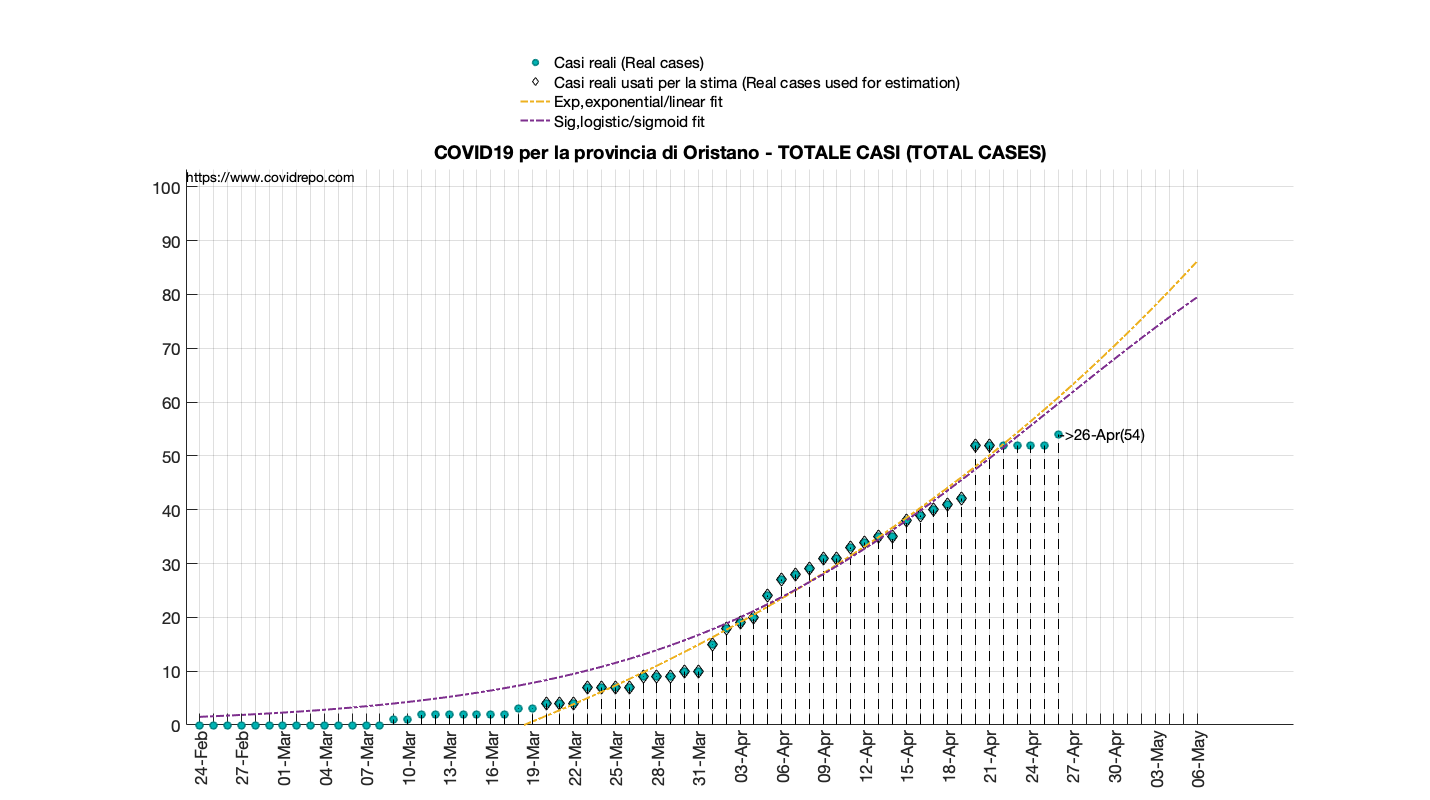 Casi reali (Real cases)
Casi reali usati per la stima (Real cases used for estimation)
Exp,exponential/linear fit
Sig,logistic/sigmoid fit
COVID19 per la provincia di Oristano - TOTALE CASI (TOTAL CASES)
https://www.covidrepo.com
100
90
80
70
60
50
40
30
20
10
0
->26-Apr(54)
24-Feb
27-Feb
01-Mar
04-Mar
07-Mar
10-Mar
13-Mar
16-Mar
19-Mar
22-Mar
25-Mar
28-Mar
31-Mar
03-Apr
06-Apr
09-Apr
12-Apr
15-Apr
18-Apr
21-Apr
24-Apr
27-Apr
30-Apr
03-May
06-May